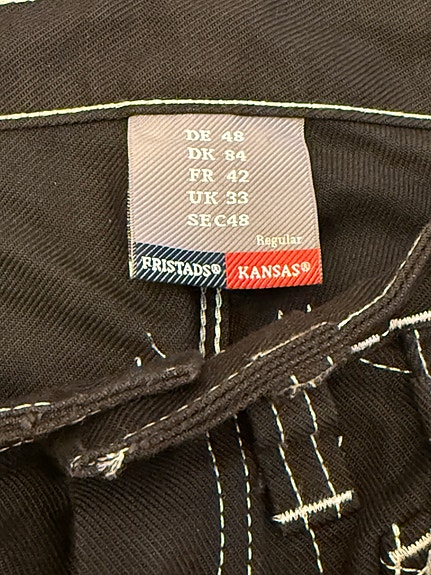 DE 48
DK 84
FR 42
UK 33
SE C48
Regular
FRISTADS® KANSAS®